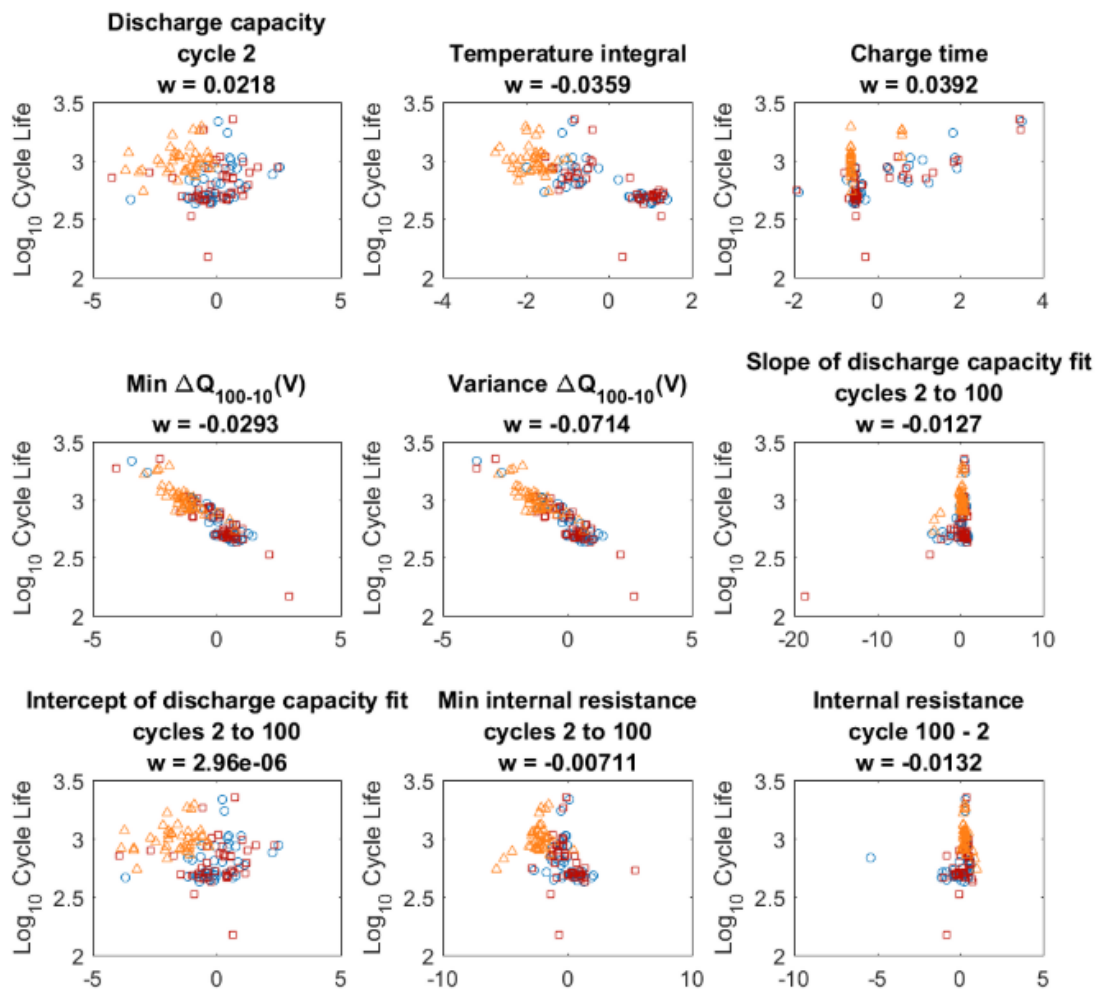 Discharge capacity
cycle 2
w = 0.0218
Temperature integral
w = -0.0359
Charge time
w = 0.0392
Log₁₀ Cycle Life
3.5
3
2.5
2
-5
0
5
Log₁₀ Cycle Life
3.5
3
2.5
2
-4
-2
0
2
Log₁₀ Cycle Life
3.5
3
2.5
2
-2
0
2
4
Min ΔQ₁₀₀₋₁₀(V)
w = -0.0293
Variance ΔQ₁₀₀₋₁₀(V)
w = -0.0714
Slope of discharge capacity fit
cycles 2 to 100
w = -0.0127
Log₁₀ Cycle Life
3.5
3
2.5
2
-5
0
5
Log₁₀ Cycle Life
3.5
3
2.5
2
-5
0
5
Log₁₀ Cycle Life
3.5
3
2.5
2
-20
-10
0
10
Intercept of discharge capacity fit
cycles 2 to 100
w = 2.96e-06
Min internal resistance
cycles 2 to 100
w = -0.00711
Internal resistance
cycle 100 - 2
w = -0.0132
Log₁₀ Cycle Life
3.5
3
2.5
2
-5
0
5
Log₁₀ Cycle Life
3.5
3
2.5
2
-10
0
10
Log₁₀ Cycle Life
3.5
3
2.5
2
-10
-5
0
5